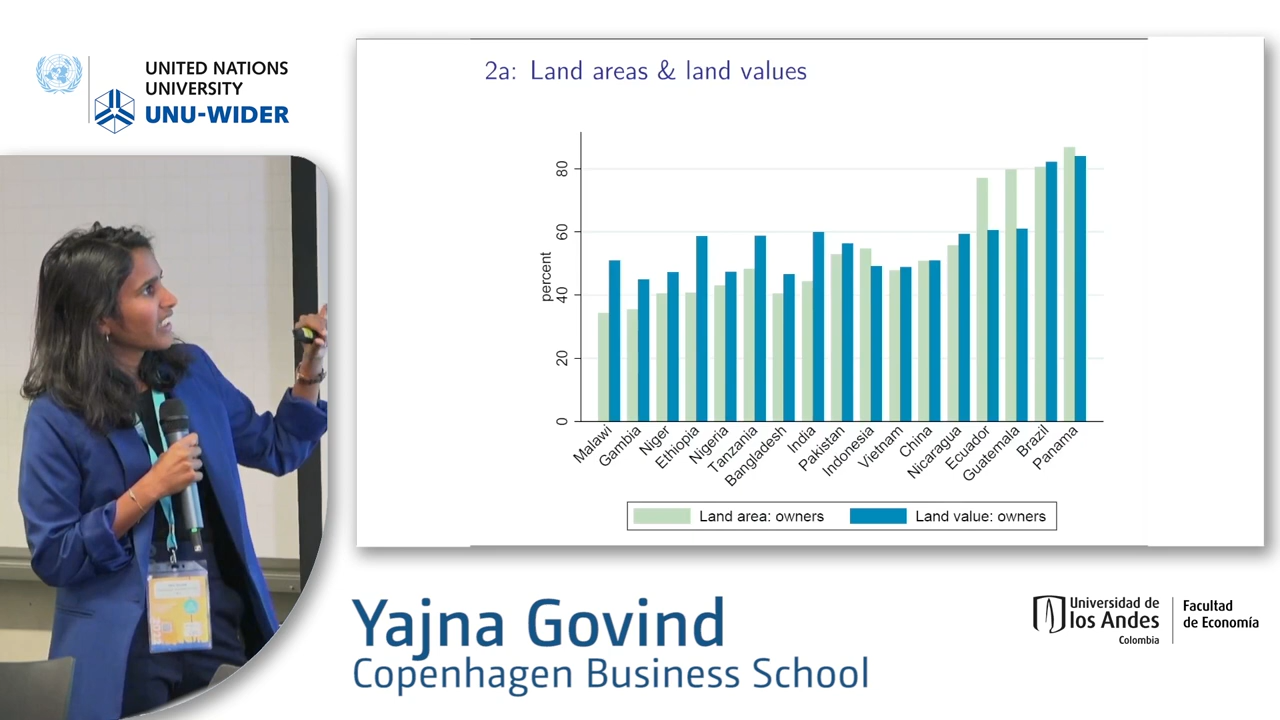 UNITED NATIONS
UNIVERSITY
UNU-WIDER
2a: Land areas & land values
percent
80
60
40
20
0
Malawi
Gambia
Niger
Ethiopia
Nigeria
Tanzania
Bangladesh
India
Pakistan
Indonesia
Vietnam
China
Nicaragua
Ecuador
Guatemala
Brazil
Panama
Land area: owners
Land value: owners
Yajna Govind
Copenhagen Business School
Universidad de
los Andes
Colombia
Facultad
de Economía